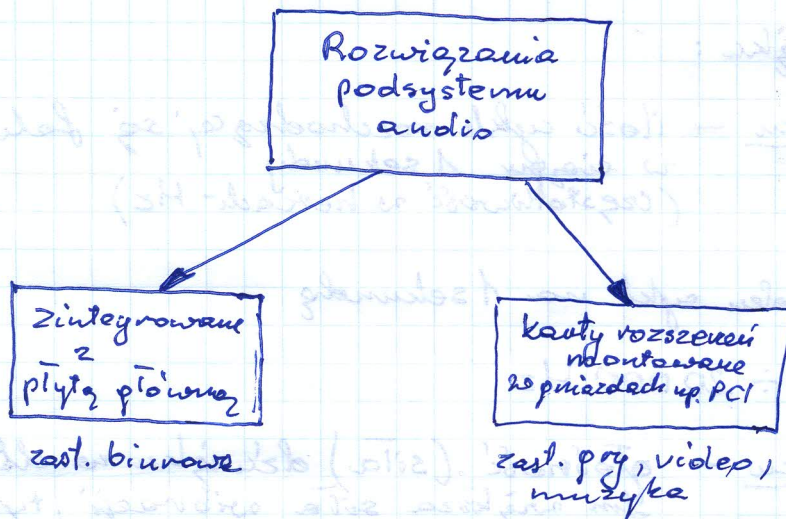 Rozwiązania
podsystemu
audio
zintegrowane
z
płytą główną
zast. biurowe
karty rozszerzeń
montowane
w gniazdach np. PCI
zast. gry, video,
muzyka